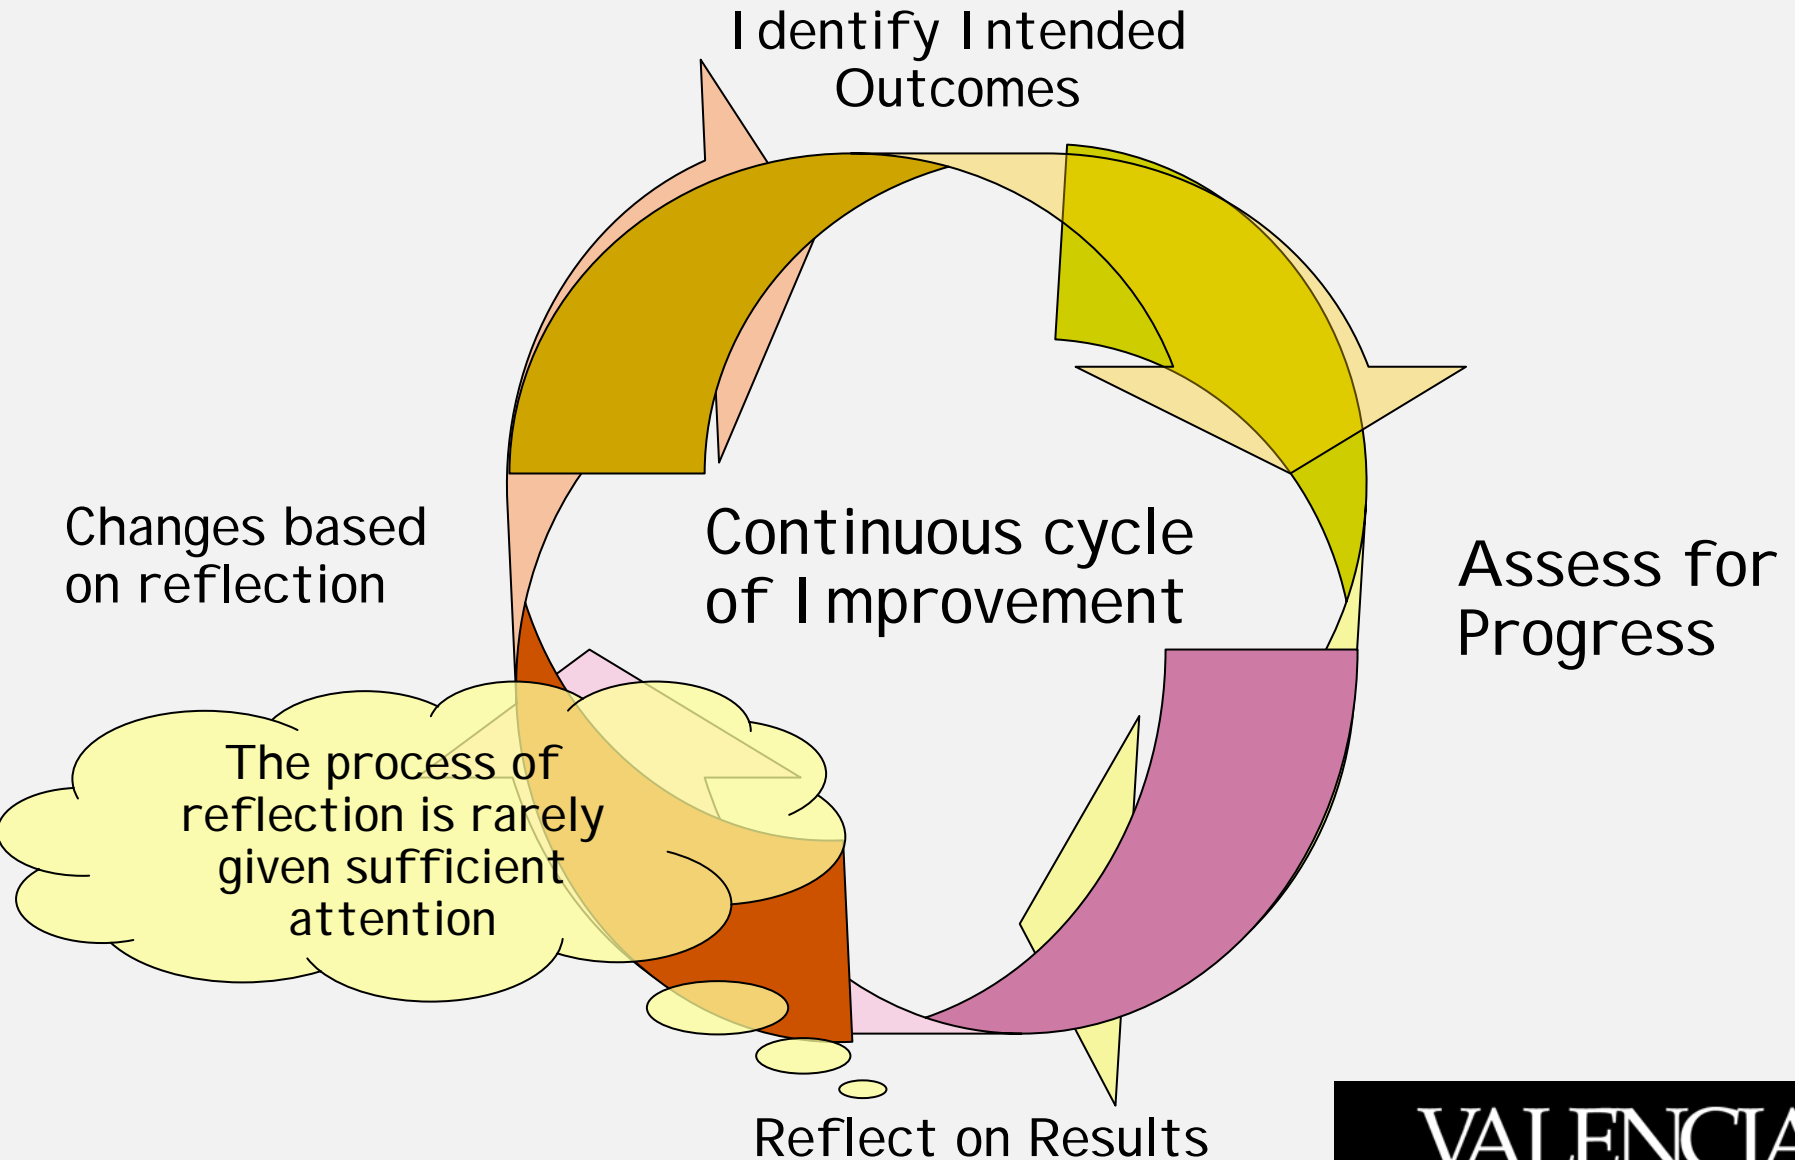 Identify Intended
Outcomes
Changes based
on reflection
Continuous cycle
of Improvement
Assess for
Progress
The process of
reflection is rarely
given sufficient
attention
Reflect on Results
VALENCIA